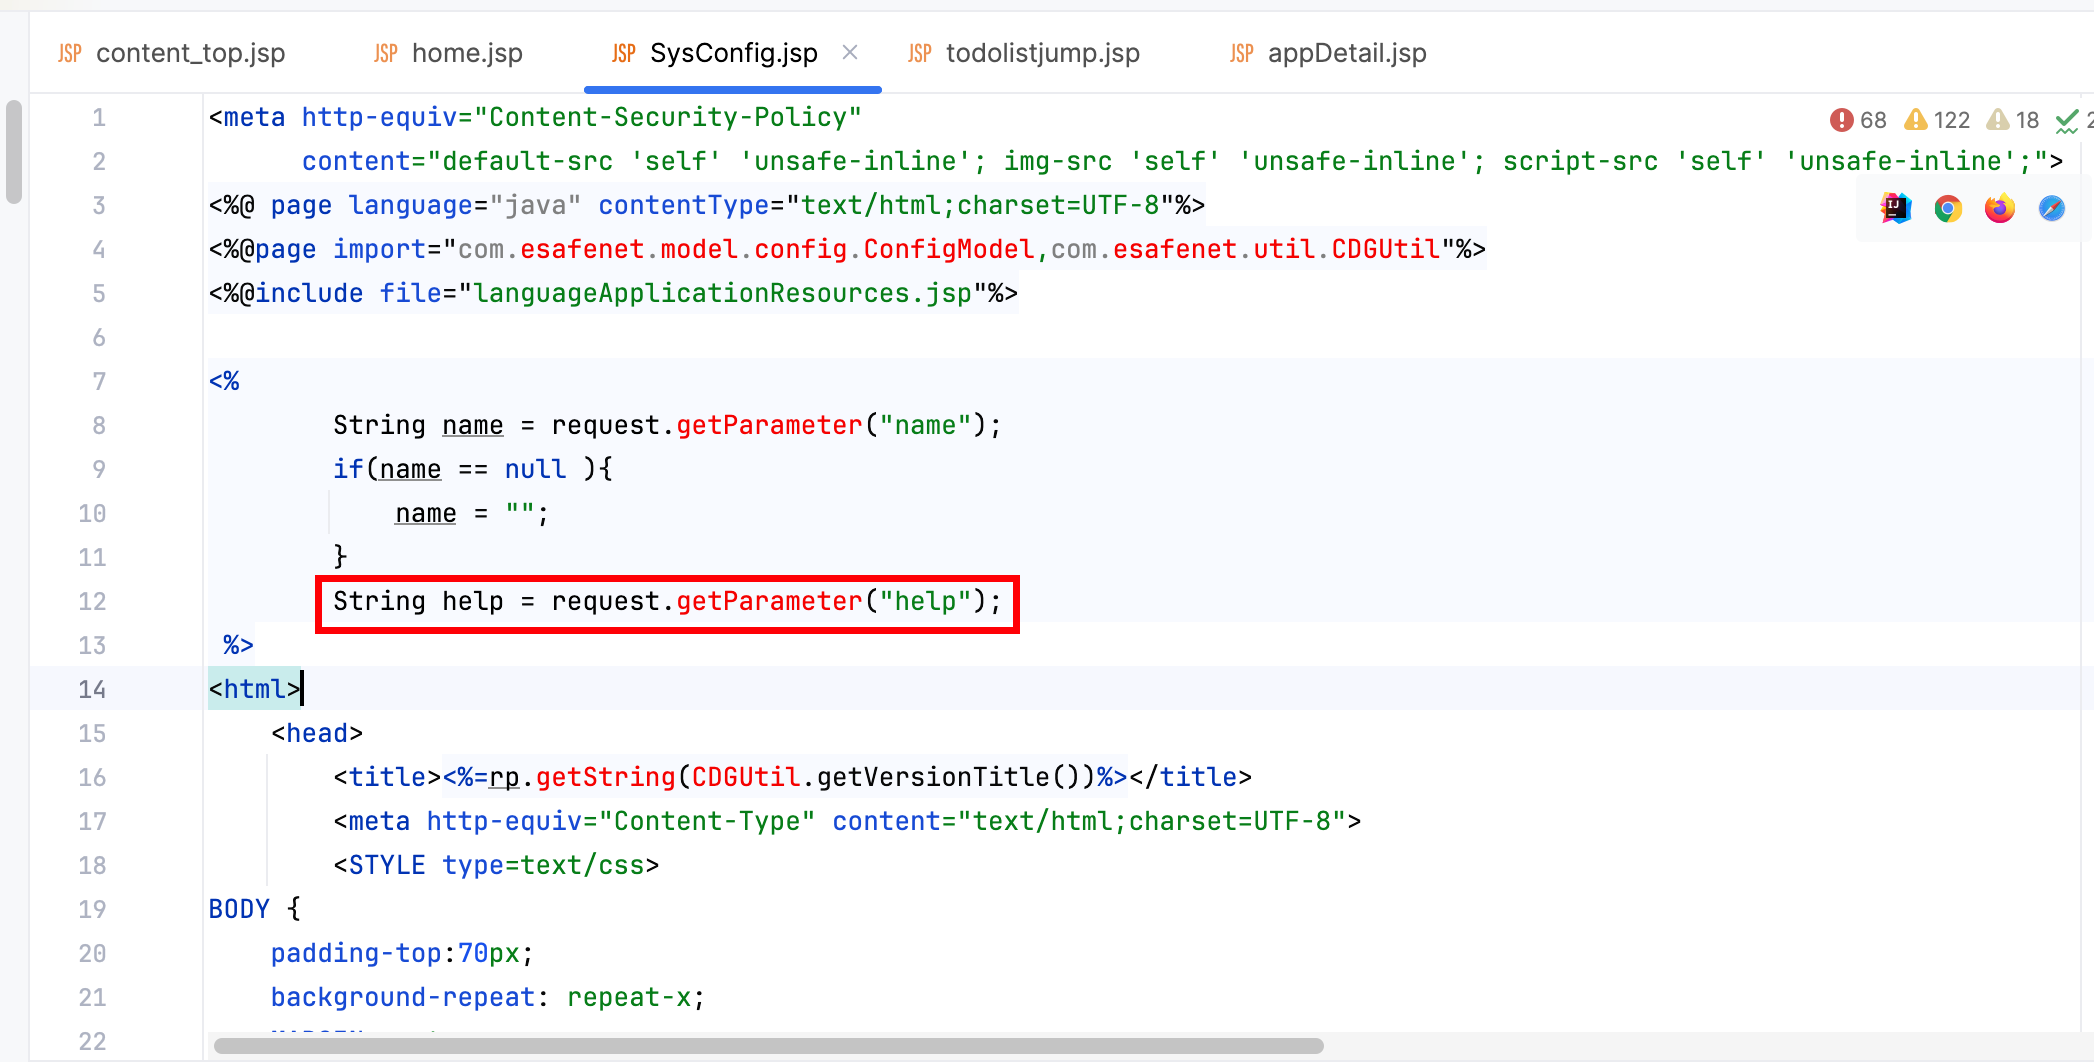 JSP content_top.jsp JSP home.jsp JSP SysConfig.jsp × JSP todolistjump.jsp JSP appDetail.jsp
68 122 18 2
1 <meta http-equiv="Content-Security-Policy"
2 content="default-src 'self' 'unsafe-inline'; img-src 'self' 'unsafe-inline'; script-src 'self' 'unsafe-inline';">
3 <%@ page language="java" contentType="text/html;charset=UTF-8"%>
4 <%@page import="com.esafenet.model.config.ConfigModel,com.esafenet.util.CDGUtil"%>
5 <%@include file="languageApplicationResources.jsp"%>
6
7 <%
8 String name = request.getParameter("name");
9 if(name == null ){
10 name = "";
11 }
12 String help = request.getParameter("help");
13 %>
14 <html>
15 <head>
16 <title><%=rp.getString(CDGUtil.getVersionTitle())%></title>
17 <meta http-equiv="Content-Type" content="text/html;charset=UTF-8">
18 <STYLE type=text/css>
19 BODY {
20 padding-top:70px;
21 background-repeat: repeat-x;
22